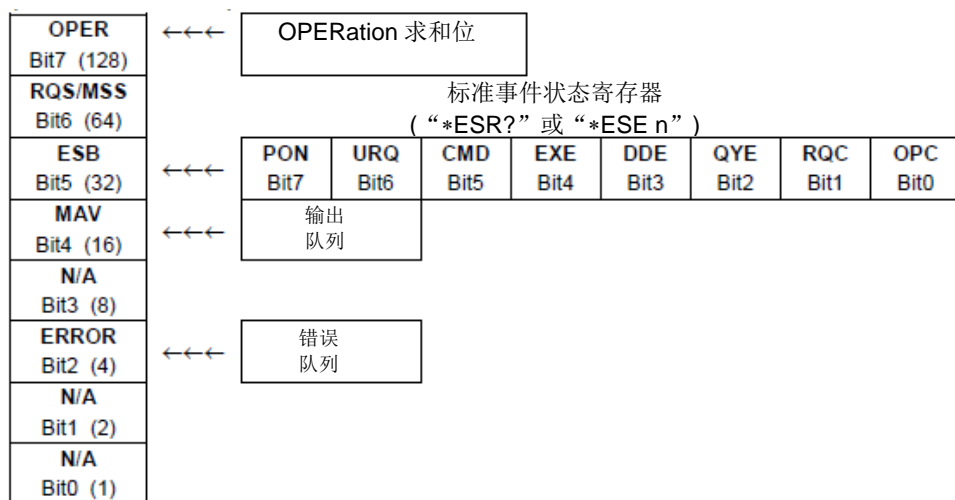 OPER ←←← OPERation 求和位
Bit7 (128)
RQS/MSS 标准事件状态寄存器
Bit6 (64) (“*ESR?”或“*ESE n”)
ESB ←←← PON URQ CMD EXE DDE QYE RQC OPC
Bit5 (32) Bit7 Bit6 Bit5 Bit4 Bit3 Bit2 Bit1 Bit0
MAV ←←← 输出
Bit4 (16) 队列
N/A
Bit3 (8)
ERROR ←←← 错误
Bit2 (4) 队列
N/A
Bit1 (2)
N/A
Bit0 (1)